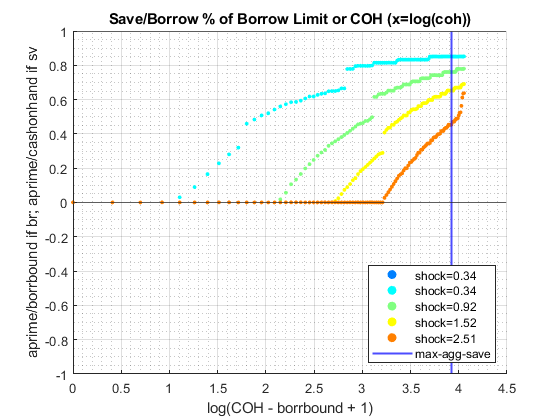 Save/Borrow % of Borrow Limit or COH (x=log(coh))
aprime/borrbound if br; aprime/cashonhand if sv
1
0.8
0.6
0.4
0.2
0
-0.2
-0.4
-0.6
-0.8
-1
shock=0.34
shock=0.34
shock=0.92
shock=1.52
shock=2.51
max-agg-save
0 0.5 1 1.5 2 2.5 3 3.5 4 4.5
log(COH - borrbound + 1)